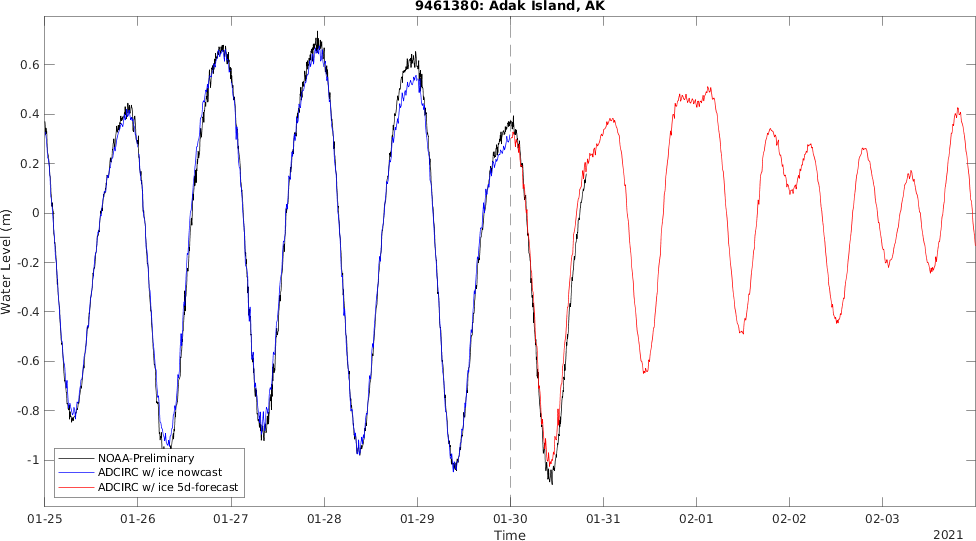 9461380: Adak Island, AK
Water Level (m)
0.6
0.4
0.2
0
-0.2
-0.4
-0.6
-0.8
-1
NOAA-Preliminary
ADCIRC w/ ice nowcast
ADCIRC w/ ice 5d-forecast
01-25 01-26 01-27 01-28 01-29 01-30 01-31 02-01 02-02 02-03
Time
2021